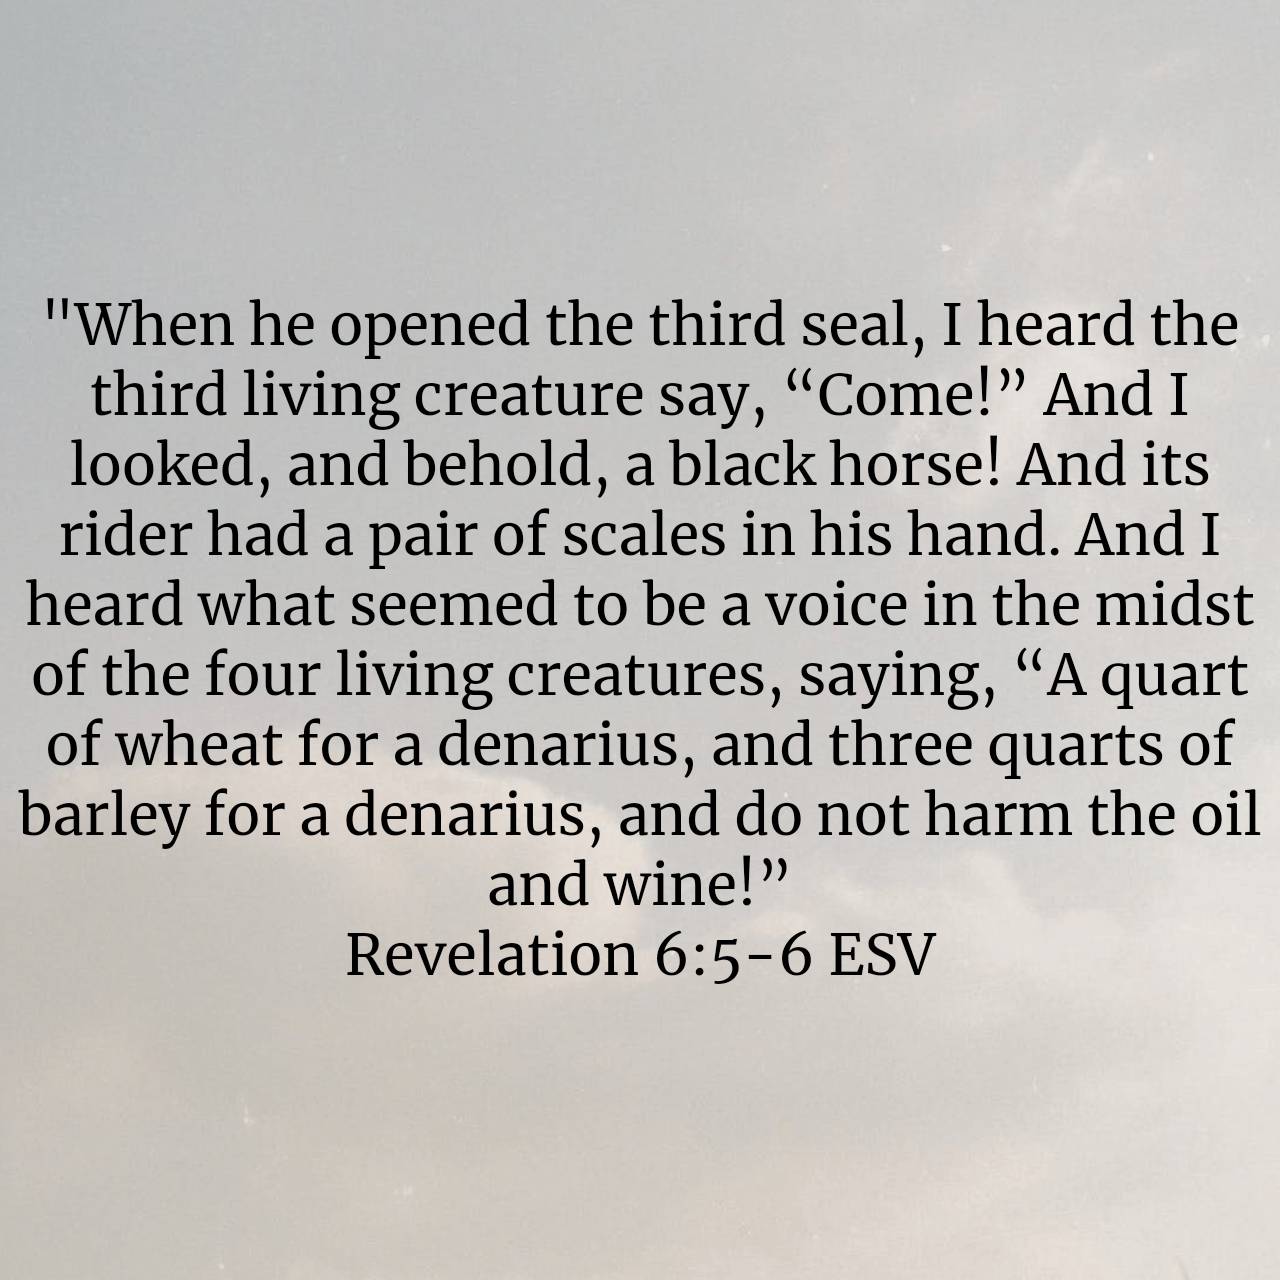 "When he opened the third seal, I heard the
third living creature say, “Come!” And I
looked, and behold, a black horse! And its
rider had a pair of scales in his hand. And I
heard what seemed to be a voice in the midst
of the four living creatures, saying, “A quart
of wheat for a denarius, and three quarts of
barley for a denarius, and do not harm the oil
and wine!”
Revelation 6:5-6 ESV